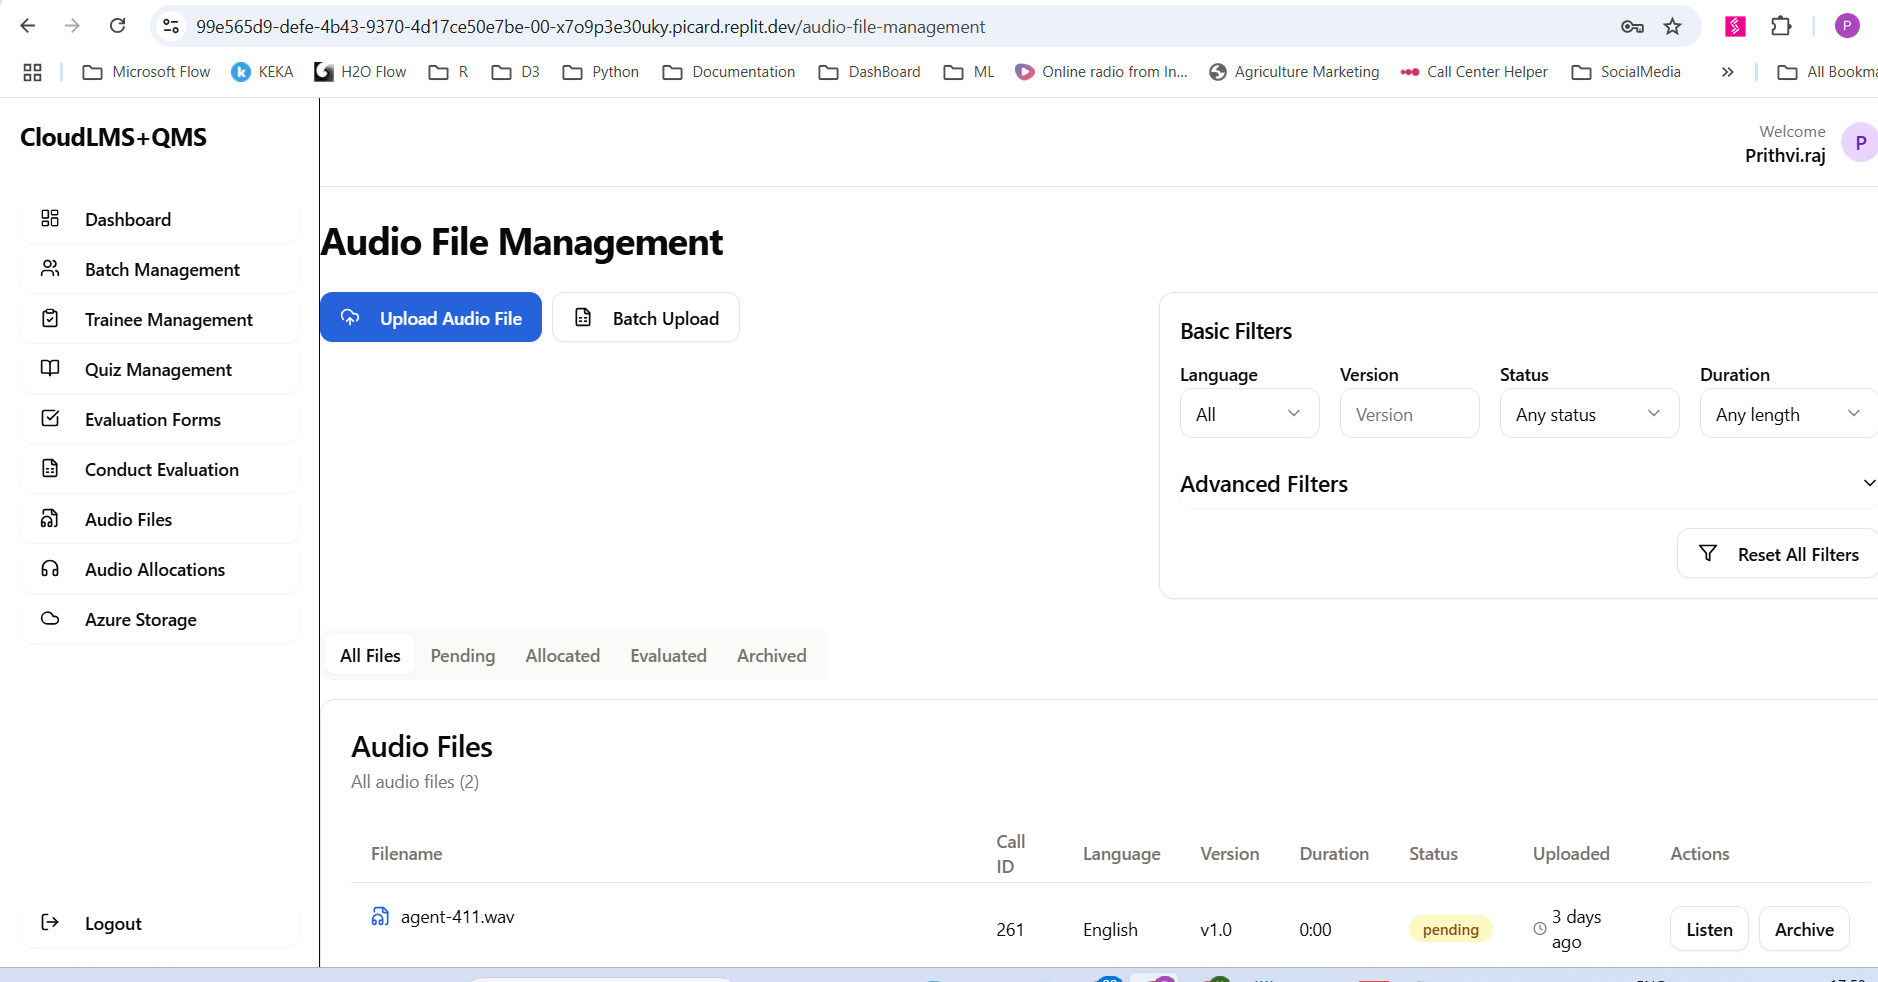 99e565d9-defe-4b43-9370-4d17ce50e7be-00-x7o9p3e30uky.picard.replit.dev/audio-file-management
P
Microsoft Flow
KEKA
H2O Flow
R
D3
Python
Documentation
DashBoard
ML
Online radio from In...
Agriculture Marketing
Call Center Helper
SocialMedia
»
All Bookma
CloudLMS+QMS
Welcome
Prithvi.raj
P
Dashboard
Batch Management
Trainee Management
Quiz Management
Evaluation Forms
Conduct Evaluation
Audio Files
Audio Allocations
Azure Storage
Logout
Audio File Management
Upload Audio File
Batch Upload
Basic Filters
Language
Version
Status
Duration
All
Version
Any status
Any length
Advanced Filters
Reset All Filters
All Files
Pending
Allocated
Evaluated
Archived
Audio Files
All audio files (2)
Filename
Call ID
Language
Version
Duration
Status
Uploaded
Actions
agent-411.wav
261
English
v1.0
0:00
pending
3 days ago
Listen
Archive